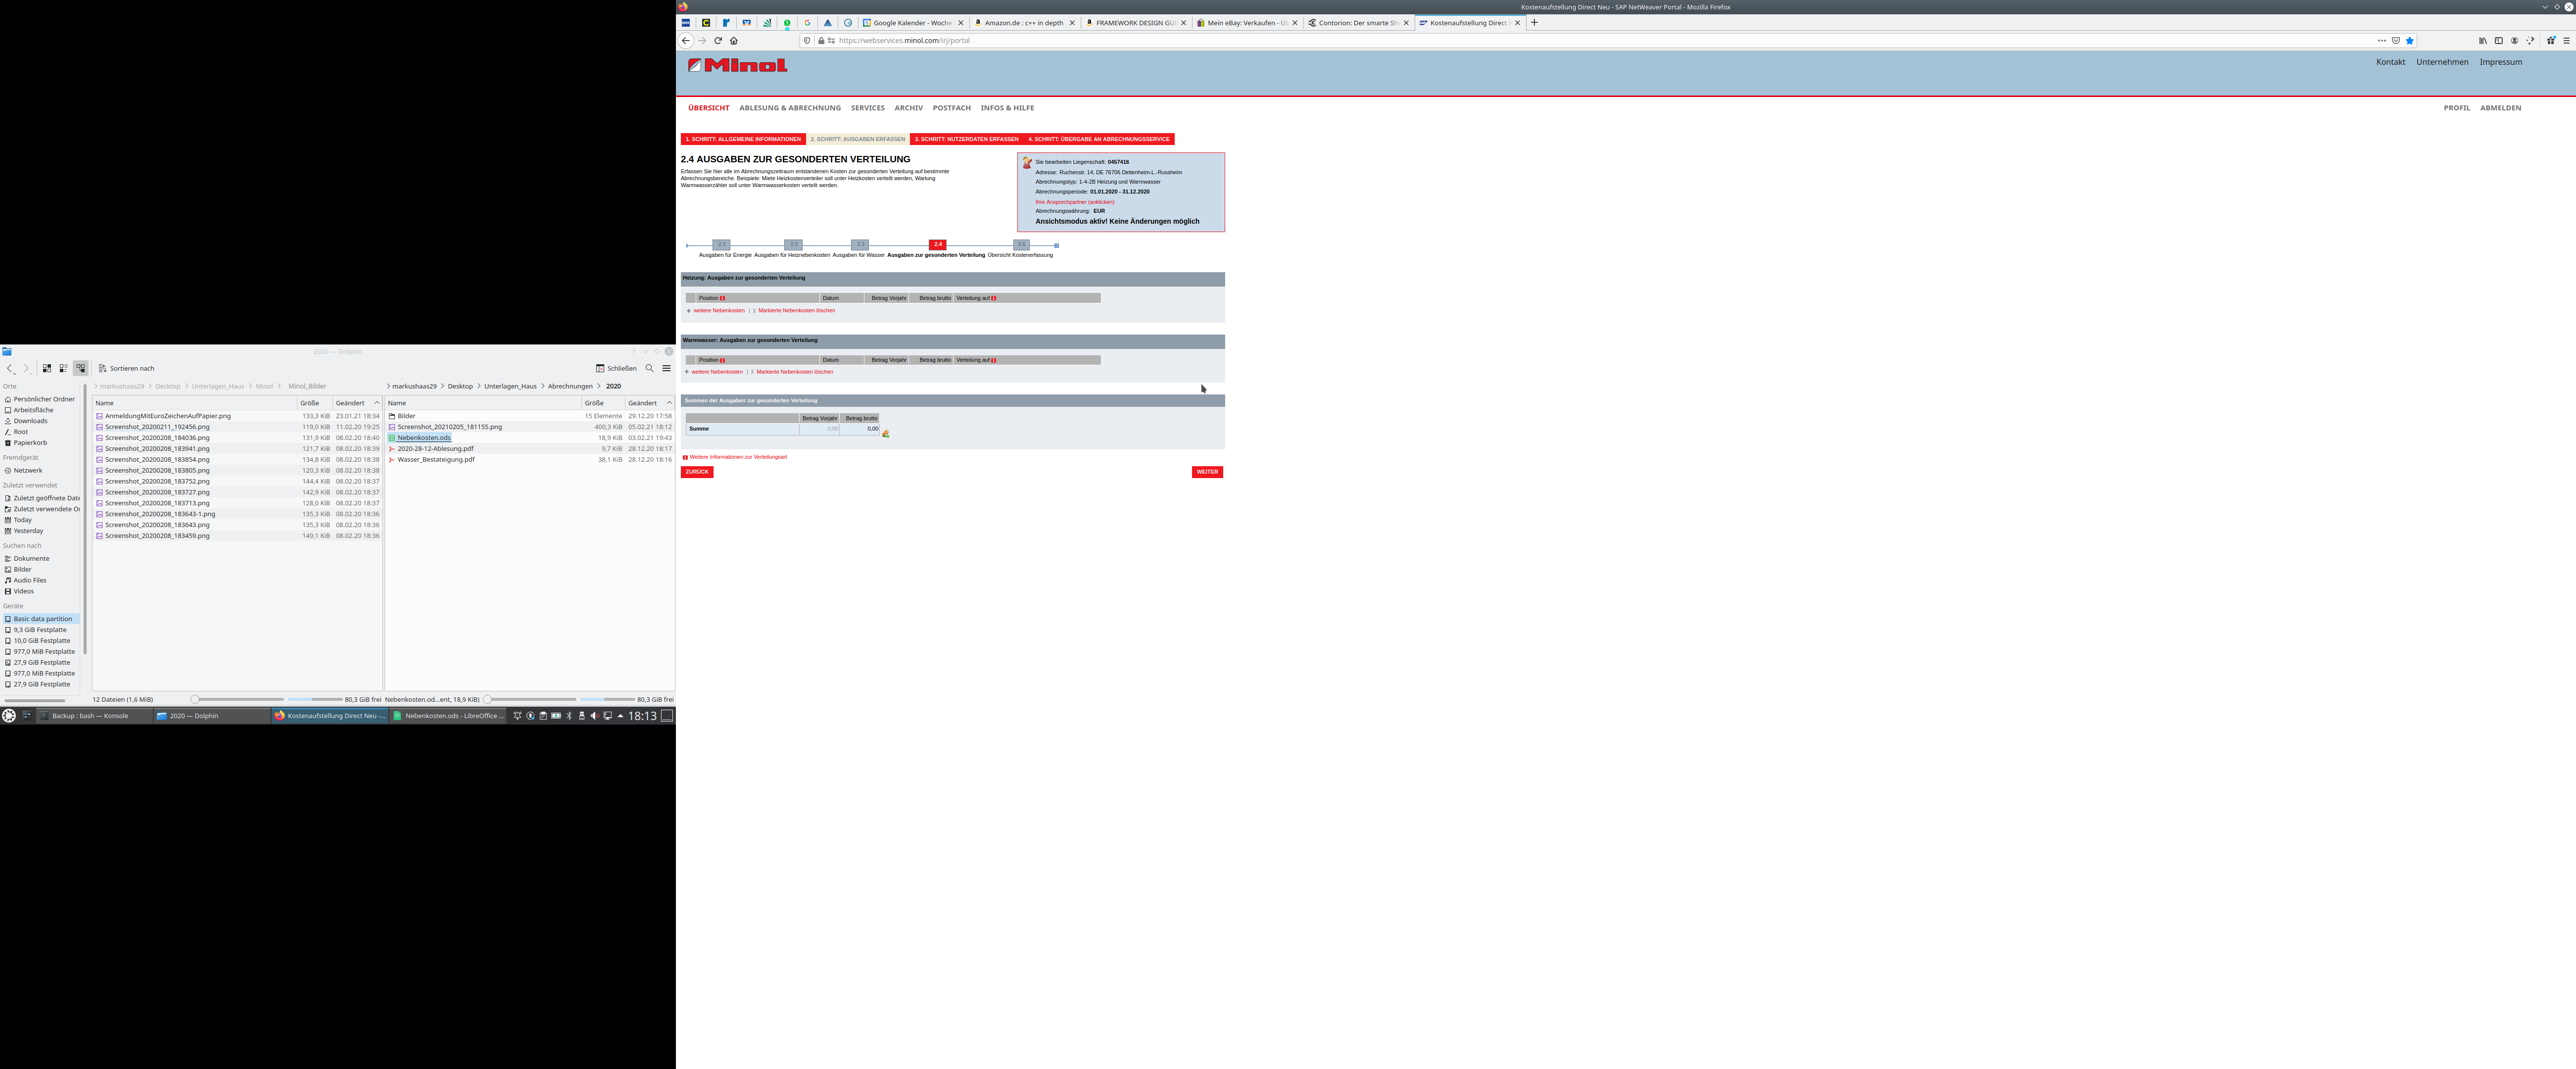 2020 — Dolphin
Sortieren nach
Schließen
Orte
Persönlicher Ordner
Arbeitsfläche
Downloads
Root
Papierkorb
Fremdgerät
Netzwerk
Zuletzt verwendet
Zuletzt geöffnete Date
Zuletzt verwendete Or
Today
Yesterday
Suchen nach
Dokumente
Bilder
Audio Files
Videos
Geräte
Basic data partition
9,3 GiB Festplatte
10,0 GiB Festplatte
977,0 MiB Festplatte
27,9 GiB Festplatte
977,0 MiB Festplatte
27,9 GiB Festplatte
markushaas29 > Desktop > Unterlagen_Haus > Minol > Minol_Bilder
Name Größe Geändert
AnmeldungMitEuroZeichenAufPapier.png 133,3 KiB 23.01.21 18:34
Screenshot_20200211_192456.png 119,0 KiB 11.02.20 19:25
Screenshot_20200208_184036.png 131,9 KiB 08.02.20 18:40
Screenshot_20200208_183941.png 121,7 KiB 08.02.20 18:39
Screenshot_20200208_183854.png 134,8 KiB 08.02.20 18:38
Screenshot_20200208_183805.png 120,3 KiB 08.02.20 18:38
Screenshot_20200208_183752.png 144,4 KiB 08.02.20 18:37
Screenshot_20200208_183727.png 142,9 KiB 08.02.20 18:37
Screenshot_20200208_183713.png 128,0 KiB 08.02.20 18:37
Screenshot_20200208_183643-1.png 135,3 KiB 08.02.20 18:36
Screenshot_20200208_183643.png 135,3 KiB 08.02.20 18:36
Screenshot_20200208_183459.png 149,1 KiB 08.02.20 18:36
12 Dateien (1,6 MiB) 80,3 GiB frei
> markushaas29 > Desktop > Unterlagen_Haus > Abrechnungen > 2020
Name Größe Geändert
Bilder 15 Elemente 29.12.20 17:58
Screenshot_20210205_181155.png 400,3 KiB 05.02.21 18:12
Nebenkosten.ods 18,9 KiB 03.02.21 19:43
2020-28-12-Ablesung.pdf 9,7 KiB 28.12.20 18:17
Wasser_Bestateigung.pdf 38,1 KiB 28.12.20 18:16
Nebenkosten.od...ent, 18,9 KiB) 80,3 GiB frei
Backup : bash — Konsole
2020 — Dolphin
Kostenaufstellung Direct Neu -...
Nebenkosten.ods - LibreOffice ...
18:13
Kostenaufstellung Direct Neu - SAP NetWeaver Portal - Mozilla Firefox
Google Kalender - Woche
Amazon.de : c++ in depth
FRAMEWORK DESIGN GUI
Mein eBay: Verkaufen - Üb
Contorion: Der smarte Sh
Kostenaufstellung Direct
https://webservices.minol.com/irj/portal
Minol
Kontakt Unternehmen Impressum
ÜBERSICHT ABLESUNG & ABRECHNUNG SERVICES ARCHIV POSTFACH INFOS & HILFE
PROFIL ABMELDEN
1. SCHRITT: ALLGEMEINE INFORMATIONEN 2. SCHRITT: AUSGABEN ERFASSEN 3. SCHRITT: NUTZERDATEN ERFASSEN 4. SCHRITT: ÜBERGABE AN ABRECHNUNGSSERVICE
2.4 AUSGABEN ZUR GESONDERTEN VERTEILUNG
Erfassen Sie hier alle im Abrechnungszeitraum entstandenen Kosten zur gesonderten Verteilung auf bestimmte
Abrechnungsbereiche. Beispiele: Miete Heizkostenverteiler soll unter Heizkosten verteilt werden, Wartung
Warmwasserzähler soll unter Warmwasserkosten verteilt werden.
Sie bearbeiten Liegenschaft: 0457416
Adresse: Ruchenstr. 14, DE 76706 Dettenheim-L.-Russheim
Abrechnungstyp: 1-4-2B Heizung und Warmwasser
Abrechnungsperiode: 01.01.2020 - 31.12.2020
Ihre Ansprechpartner (anklicken)
Abrechnungswährung: EUR
Ansichtsmodus aktiv! Keine Änderungen möglich
2.1 2.2 2.3 2.4 2.6
Ausgaben für Energie Ausgaben für Heiznebenkosten Ausgaben für Wasser Ausgaben zur gesonderten Verteilung Übersicht Kostenerfassung
Heizung: Ausgaben zur gesonderten Verteilung
Position Datum Betrag Vorjahr Betrag brutto Verteilung auf
weitere Nebenkosten | Markierte Nebenkosten löschen
Warmwasser: Ausgaben zur gesonderten Verteilung
Position Datum Betrag Vorjahr Betrag brutto Verteilung auf
weitere Nebenkosten | Markierte Nebenkosten löschen
Summen der Ausgaben zur gesonderten Verteilung
Betrag Vorjahr Betrag brutto
Summe 0,00 0,00
Weitere Informationen zur Verteilungsart
ZURÜCK
WEITER